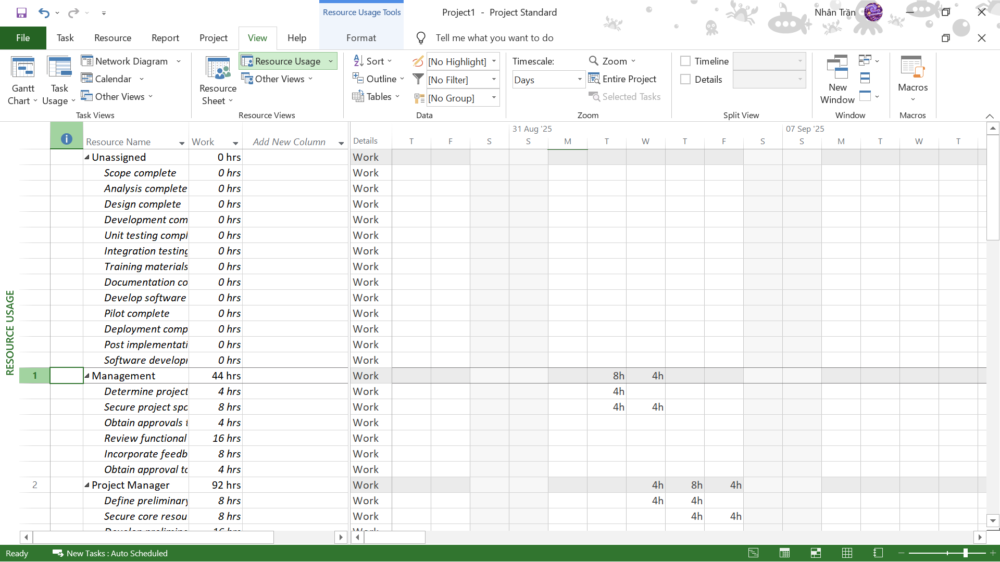 Resource Usage Tools
Project1 - Project Standard
Nhân Trần
File Task Resource Report Project View Help Format Tell me what you want to do
Gantt Chart
Task Usage
Network Diagram
Calendar
Other Views
Task Views
Resource Sheet
Resource Usage
Other Views
Resource Views
Sort
Outline
Tables
[No Highlight]
[No Filter]
[No Group]
Data
Timescale:
Days
Zoom
Entire Project
Selected Tasks
Zoom
Timeline
Details
Split View
New Window
Window
Macros
Macros
RESOURCE USAGE
Resource Name Work Add New Column Details
31 Aug '25 07 Sep '25
T F S S M T W T F S S M T W T
Unassigned 0 hrs Work
Scope complete 0 hrs Work
Analysis complete 0 hrs Work
Design complete 0 hrs Work
Development com 0 hrs Work
Unit testing compl 0 hrs Work
Integration testing 0 hrs Work
Training materials 0 hrs Work
Documentation co 0 hrs Work
Develop software 0 hrs Work
Pilot complete 0 hrs Work
Deployment comp 0 hrs Work
Post implementati 0 hrs Work
Software develop 0 hrs Work
1 Management 44 hrs Work 8h 4h
Determine project 4 hrs Work 4h
Secure project spo 8 hrs Work 4h 4h
Obtain approvals t 4 hrs Work
Review functional 16 hrs Work
Incorporate feedb 8 hrs Work
Obtain approval to 4 hrs Work
2 Project Manager 92 hrs Work 4h 8h 4h
Define preliminary 8 hrs Work 4h 4h
Secure core resou 8 hrs Work 4h 4h
Ready New Tasks : Auto Scheduled